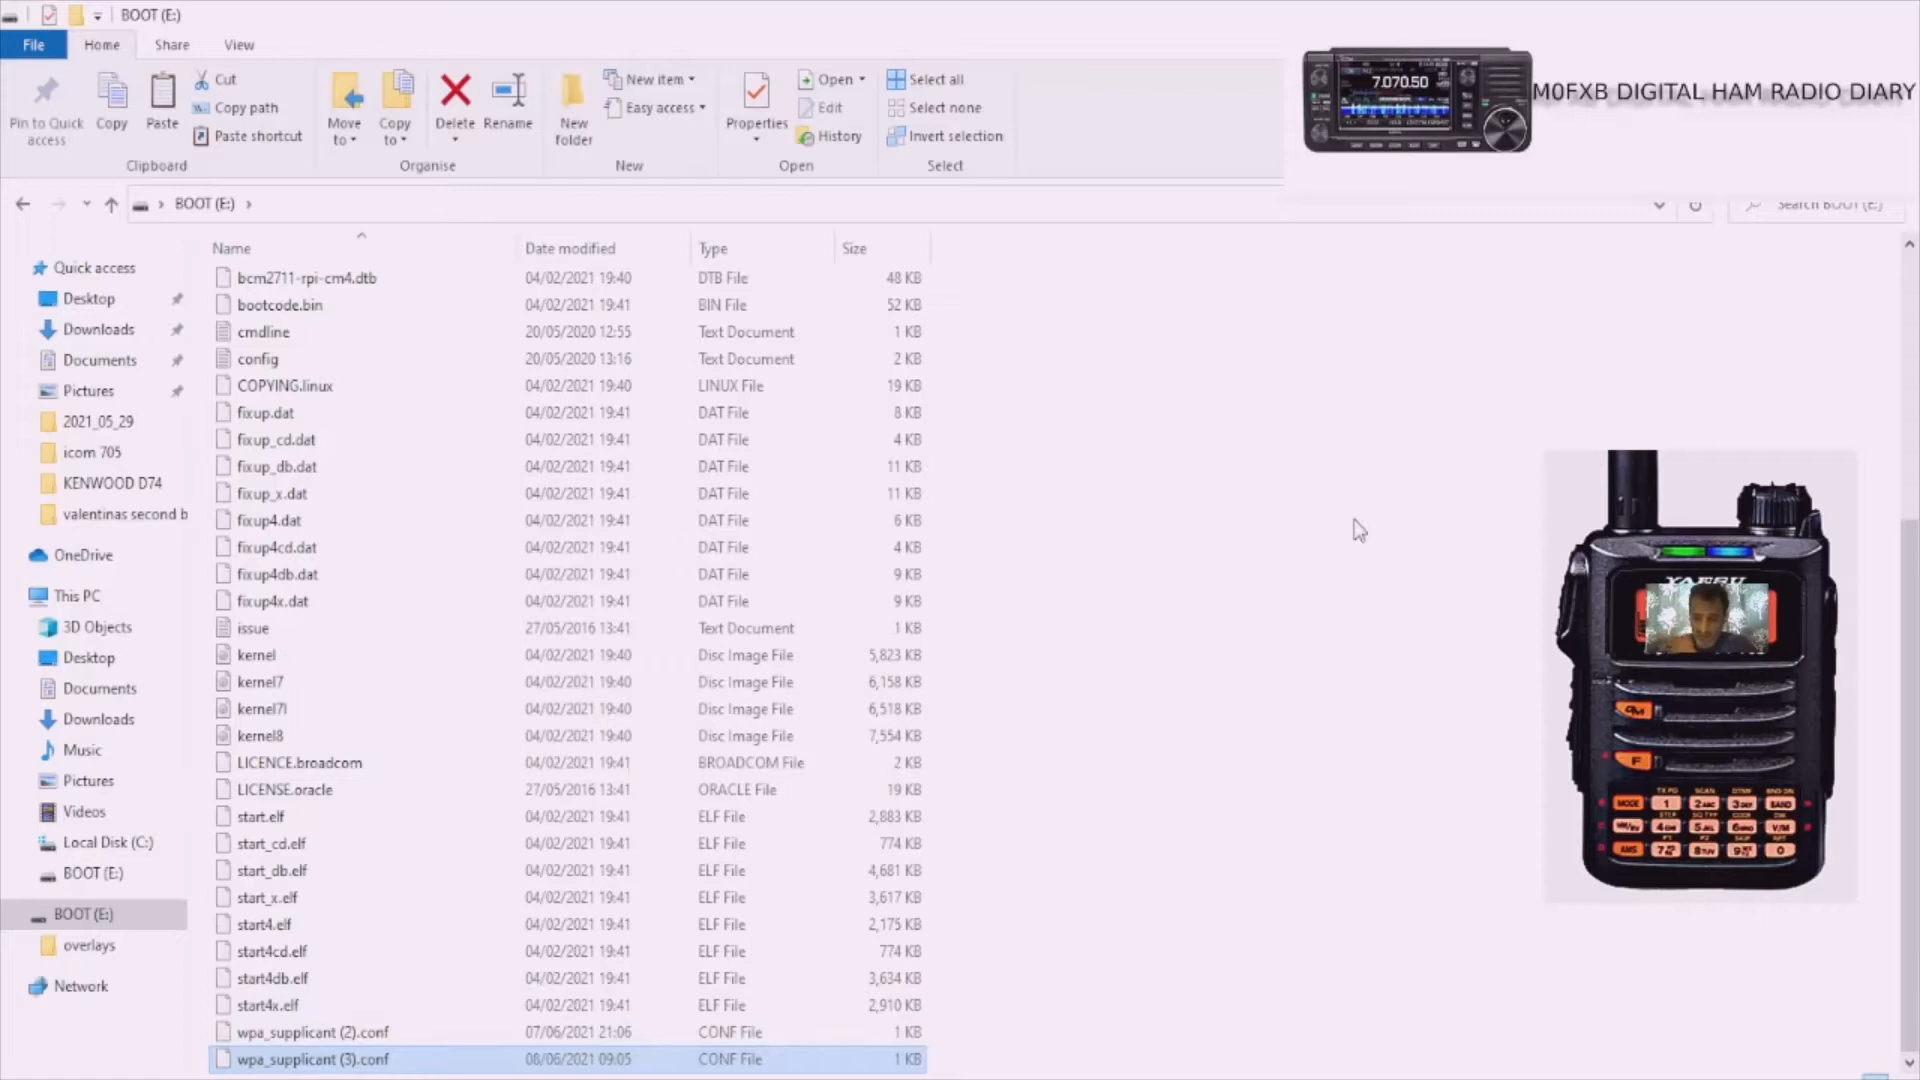 BOOT (E:)
File Home Share View
Pin to Quick access
Copy
Paste
Cut
Copy path
Paste shortcut
Clipboard
Move to
Copy to
Delete
Rename
Organise
New folder
New item
Easy access
New
Properties
Open
Edit
History
Open
Select all
Select none
Invert selection
Select
7.070.50
M0FXB DIGITAL HAM RADIO DIARY
BOOT (E:)
Search BOOT (E:)
Name Date modified Type Size
Quick access
Desktop
Downloads
Documents
Pictures
2021_05_29
icom 705
KENWOOD D74
valentinas second b
OneDrive
This PC
3D Objects
Desktop
Documents
Downloads
Music
Pictures
Videos
Local Disk (C:)
BOOT (E:)
BOOT (E:)
overlays
Network
bcm2711-rpi-cm4.dtb 04/02/2021 19:40 DTB File 48 KB
bootcode.bin 04/02/2021 19:41 BIN File 52 KB
cmdline 20/05/2020 12:55 Text Document 1 KB
config 20/05/2020 13:16 Text Document 2 KB
COPYING.linux 04/02/2021 19:40 LINUX File 19 KB
fixup.dat 04/02/2021 19:41 DAT File 8 KB
fixup_cd.dat 04/02/2021 19:41 DAT File 4 KB
fixup_db.dat 04/02/2021 19:41 DAT File 11 KB
fixup_x.dat 04/02/2021 19:41 DAT File 11 KB
fixup4.dat 04/02/2021 19:41 DAT File 6 KB
fixup4cd.dat 04/02/2021 19:41 DAT File 4 KB
fixup4db.dat 04/02/2021 19:41 DAT File 9 KB
fixup4x.dat 04/02/2021 19:41 DAT File 9 KB
issue 27/05/2016 13:41 Text Document 1 KB
kernel 04/02/2021 19:40 Disc Image File 5,823 KB
kernel7 04/02/2021 19:40 Disc Image File 6,158 KB
kernel7l 04/02/2021 19:40 Disc Image File 6,518 KB
kernel8 04/02/2021 19:40 Disc Image File 7,554 KB
LICENCE.broadcom 04/02/2021 19:40 BROADCOM File 2 KB
LICENSE.oracle 27/05/2016 13:41 ORACLE File 19 KB
start.elf 04/02/2021 19:41 ELF File 2,883 KB
start_cd.elf 04/02/2021 19:41 ELF File 774 KB
start_db.elf 04/02/2021 19:41 ELF File 4,681 KB
start_x.elf 04/02/2021 19:41 ELF File 3,617 KB
start4.elf 04/02/2021 19:41 ELF File 2,175 KB
start4cd.elf 04/02/2021 19:41 ELF File 774 KB
start4db.elf 04/02/2021 19:41 ELF File 3,634 KB
start4x.elf 04/02/2021 19:41 ELF File 2,910 KB
wpa_supplicant (2).conf 07/06/2021 21:06 CONF File 1 KB
wpa_supplicant (3).conf 08/06/2021 09:05 CONF File 1 KB
YAESU
F
MODE 1 2ABC 3DEF BAND
V/M
AMS 0